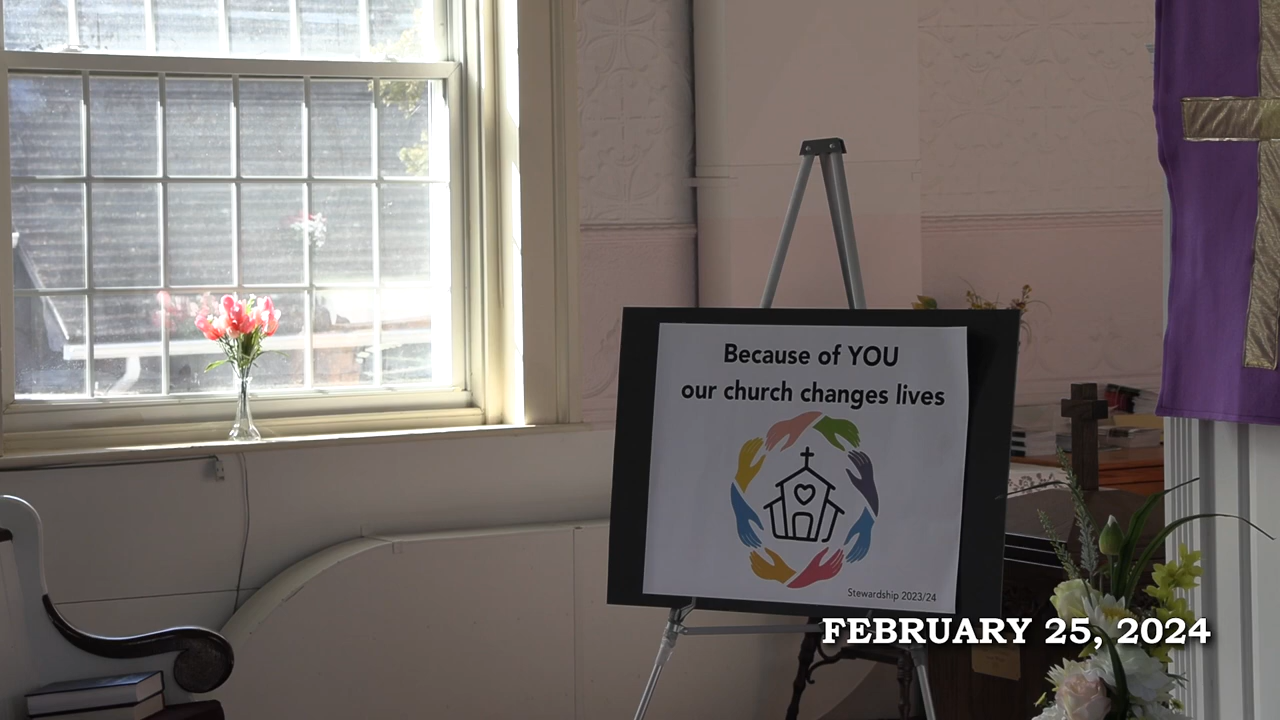 Because of YOU
our church changes lives
Stewardship 2023/24
FEBRUARY 25, 2024